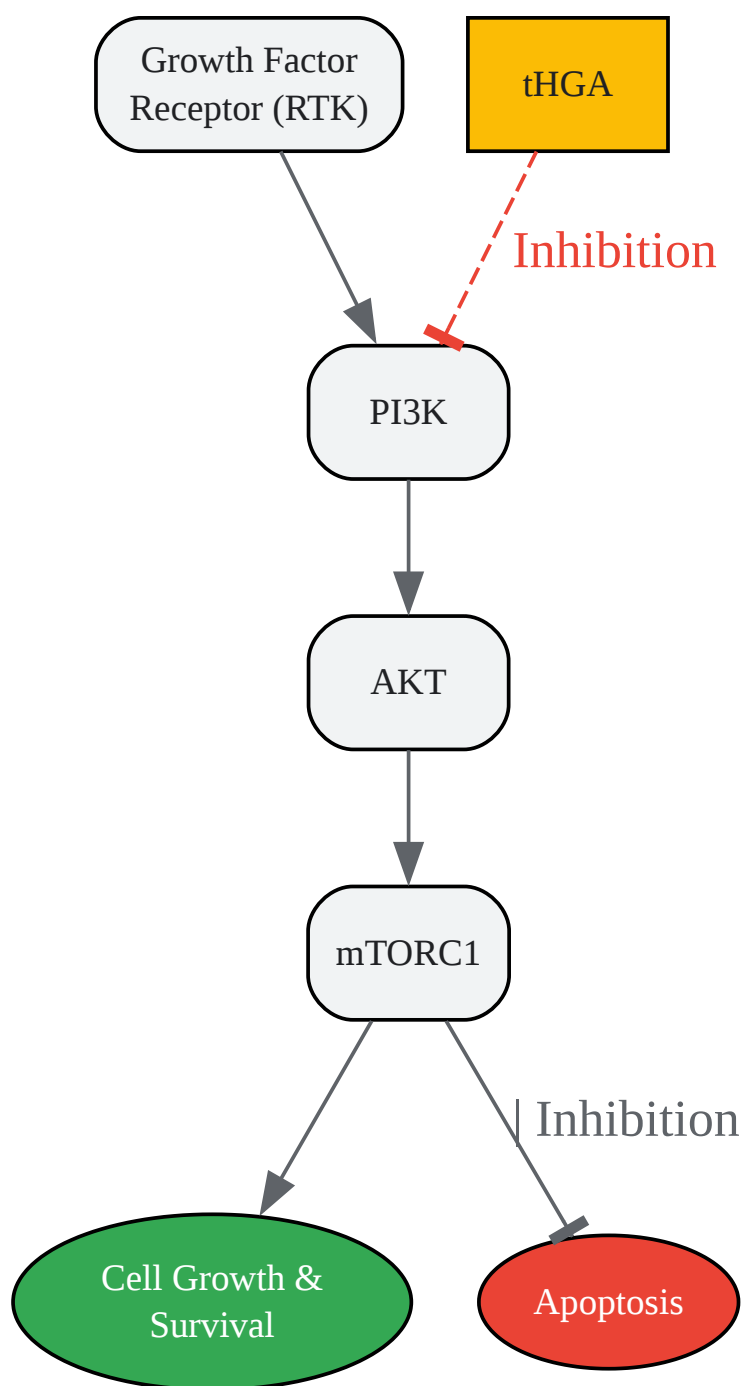 Growth Factor
Receptor (RTK)
tHGA
Inhibition
PI3K
AKT
mTORC1
Inhibition
Cell Growth &
Survival
Apoptosis